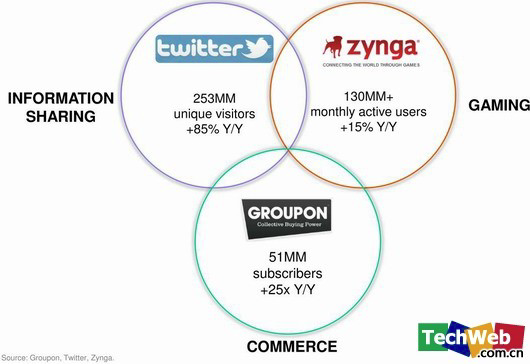 twitter
zynga
CONNECTING THE WORLD THROUGH GAMES
INFORMATION
SHARING
253MM
unique visitors
+85% Y/Y
130MM+
monthly active users
+15% Y/Y
GAMING
GROUPON
Collective Buying Power
51MM
subscribers
+25x Y/Y
COMMERCE
Source: Groupon, Twitter, Zynga.
TechWeb
.com.cn